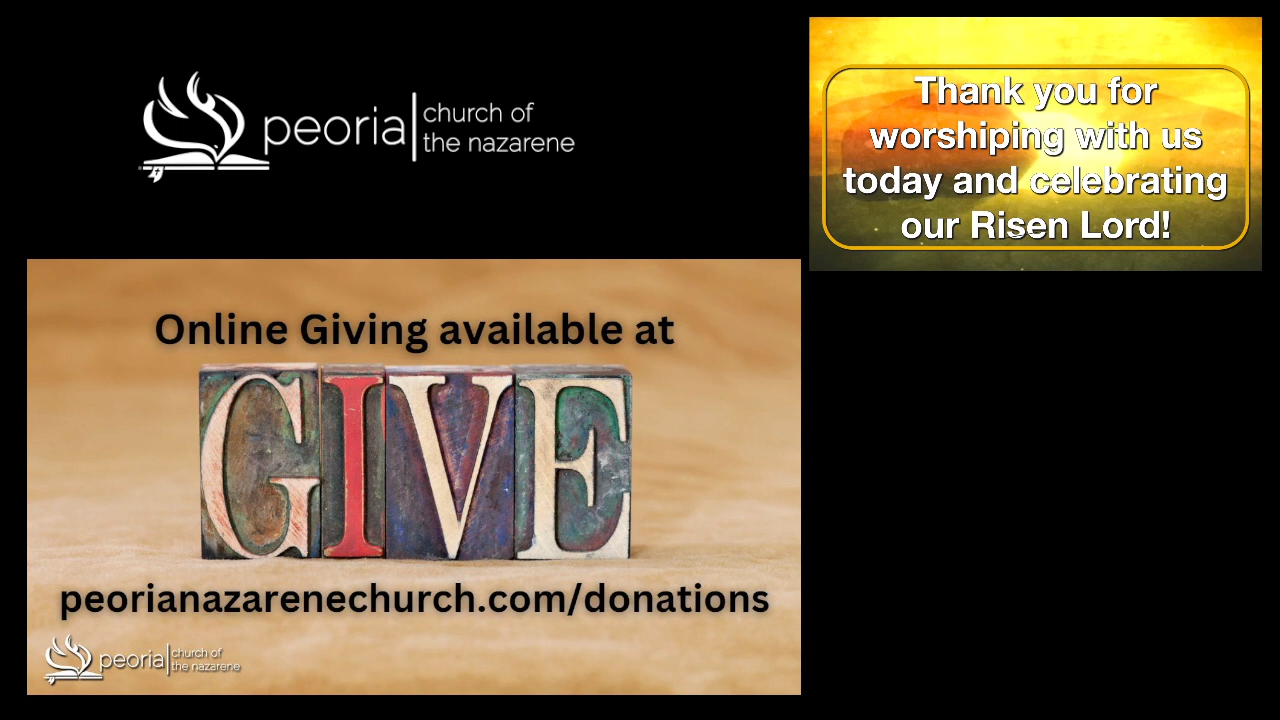 peoria
church of
the nazarene
Thank you for
worshiping with us
today and celebrating
our Risen Lord!
Online Giving available at
GIVE
peorianazarenechurch.com/donations
peoria
church of
the nazarene